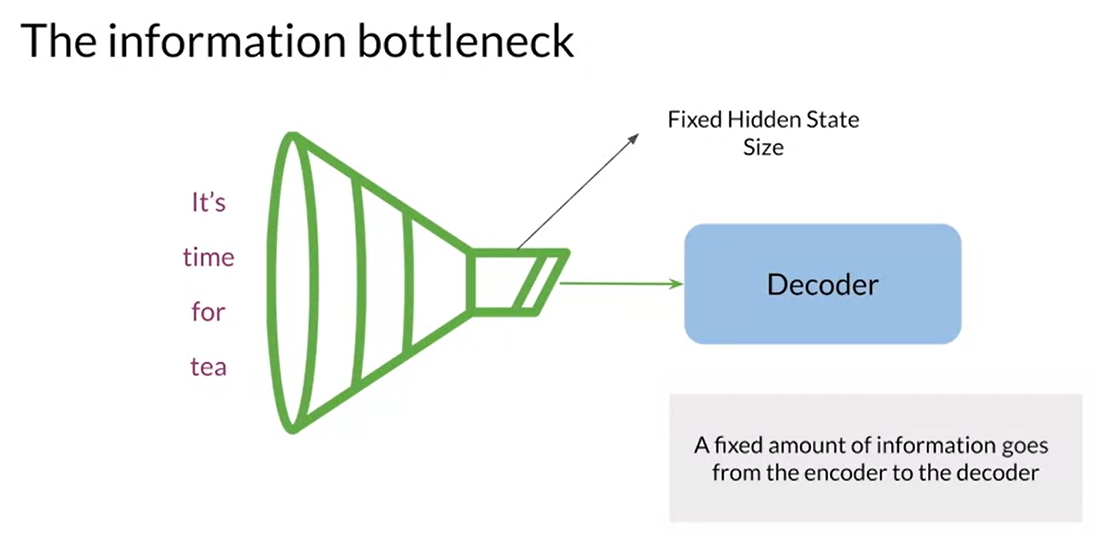 The information bottleneck
Fixed Hidden State
Size
It's
time
for
tea
Decoder
A fixed amount of information goes
from the encoder to the decoder